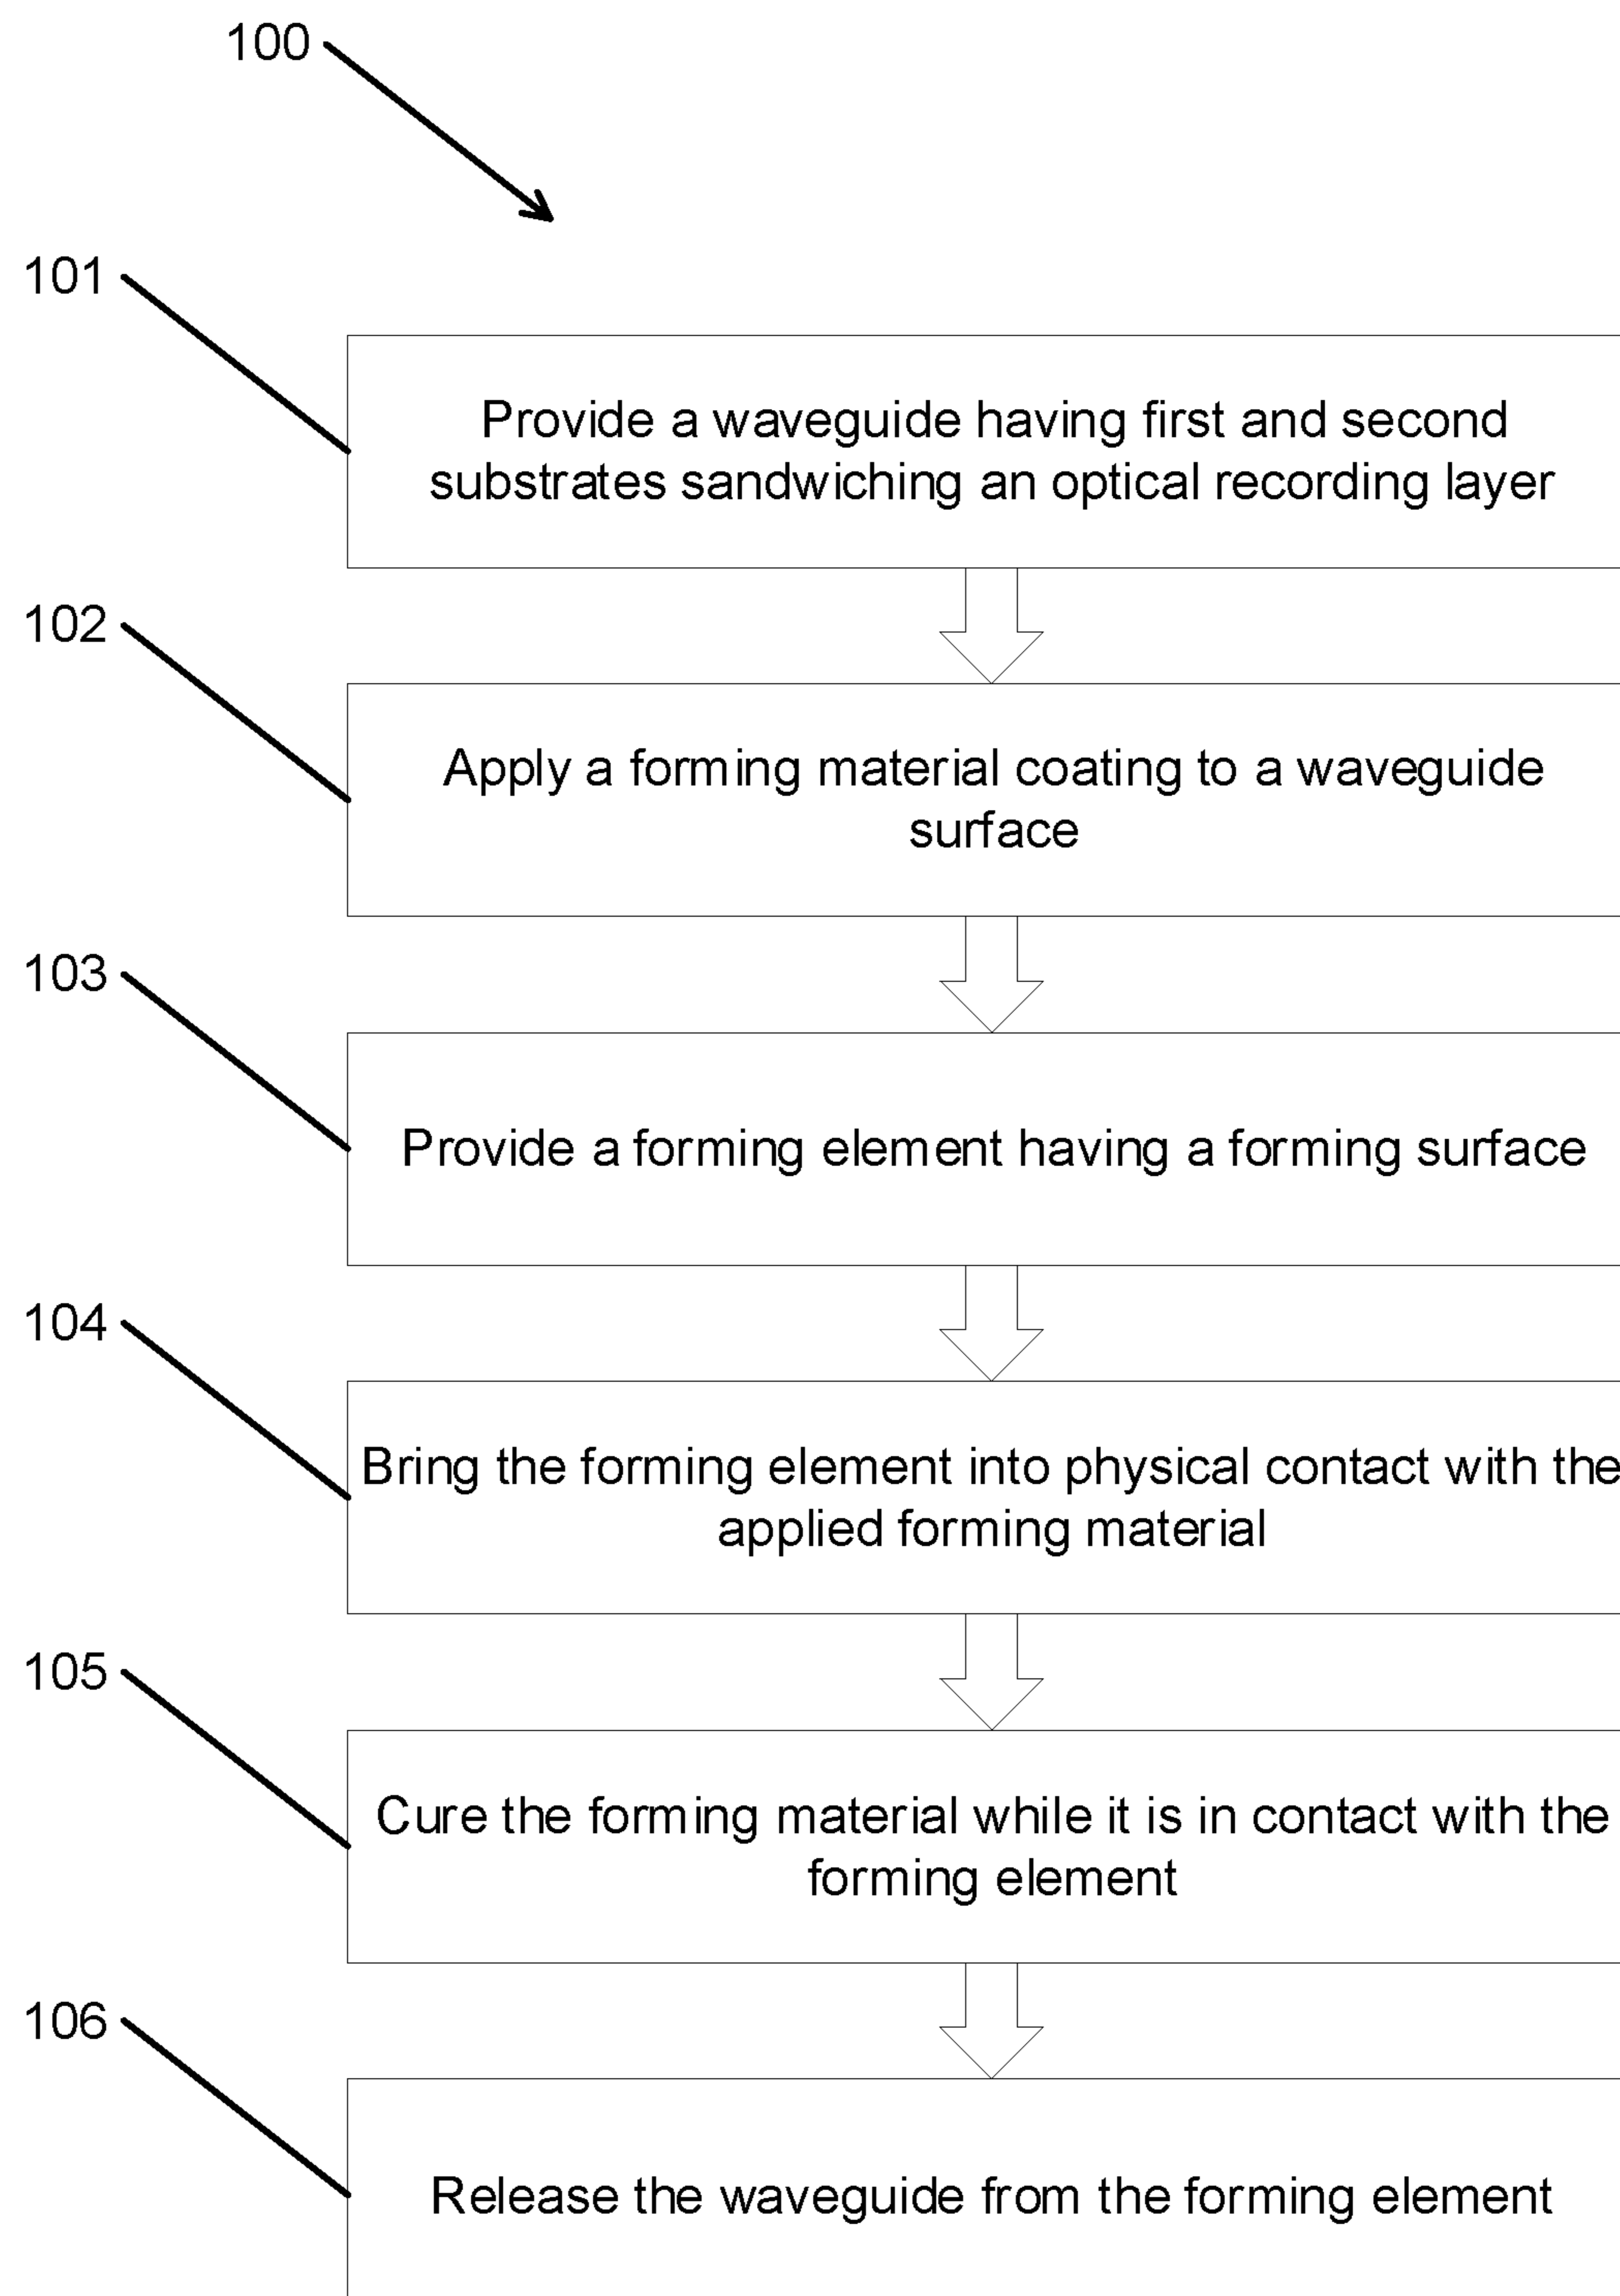 100
101
Provide a waveguide having first and second
substrates sandwiching an optical recording layer
102
Apply a forming material coating to a waveguide
surface
103
Provide a forming element having a forming surface
104
Bring the forming element into physical contact with the
applied forming material
105
Cure the forming material while it is in contact with the
forming element
106
Release the waveguide from the forming element